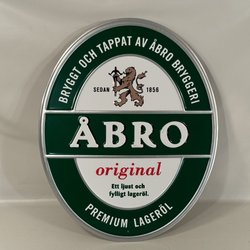 BRYGGT OCH TAPPAT AV ÅBRO BRYGGERI
SEDAN 1856
ÅBRO
original
Ett ljust och
fylligt lageröl.
PREMIUM LAGERÖL